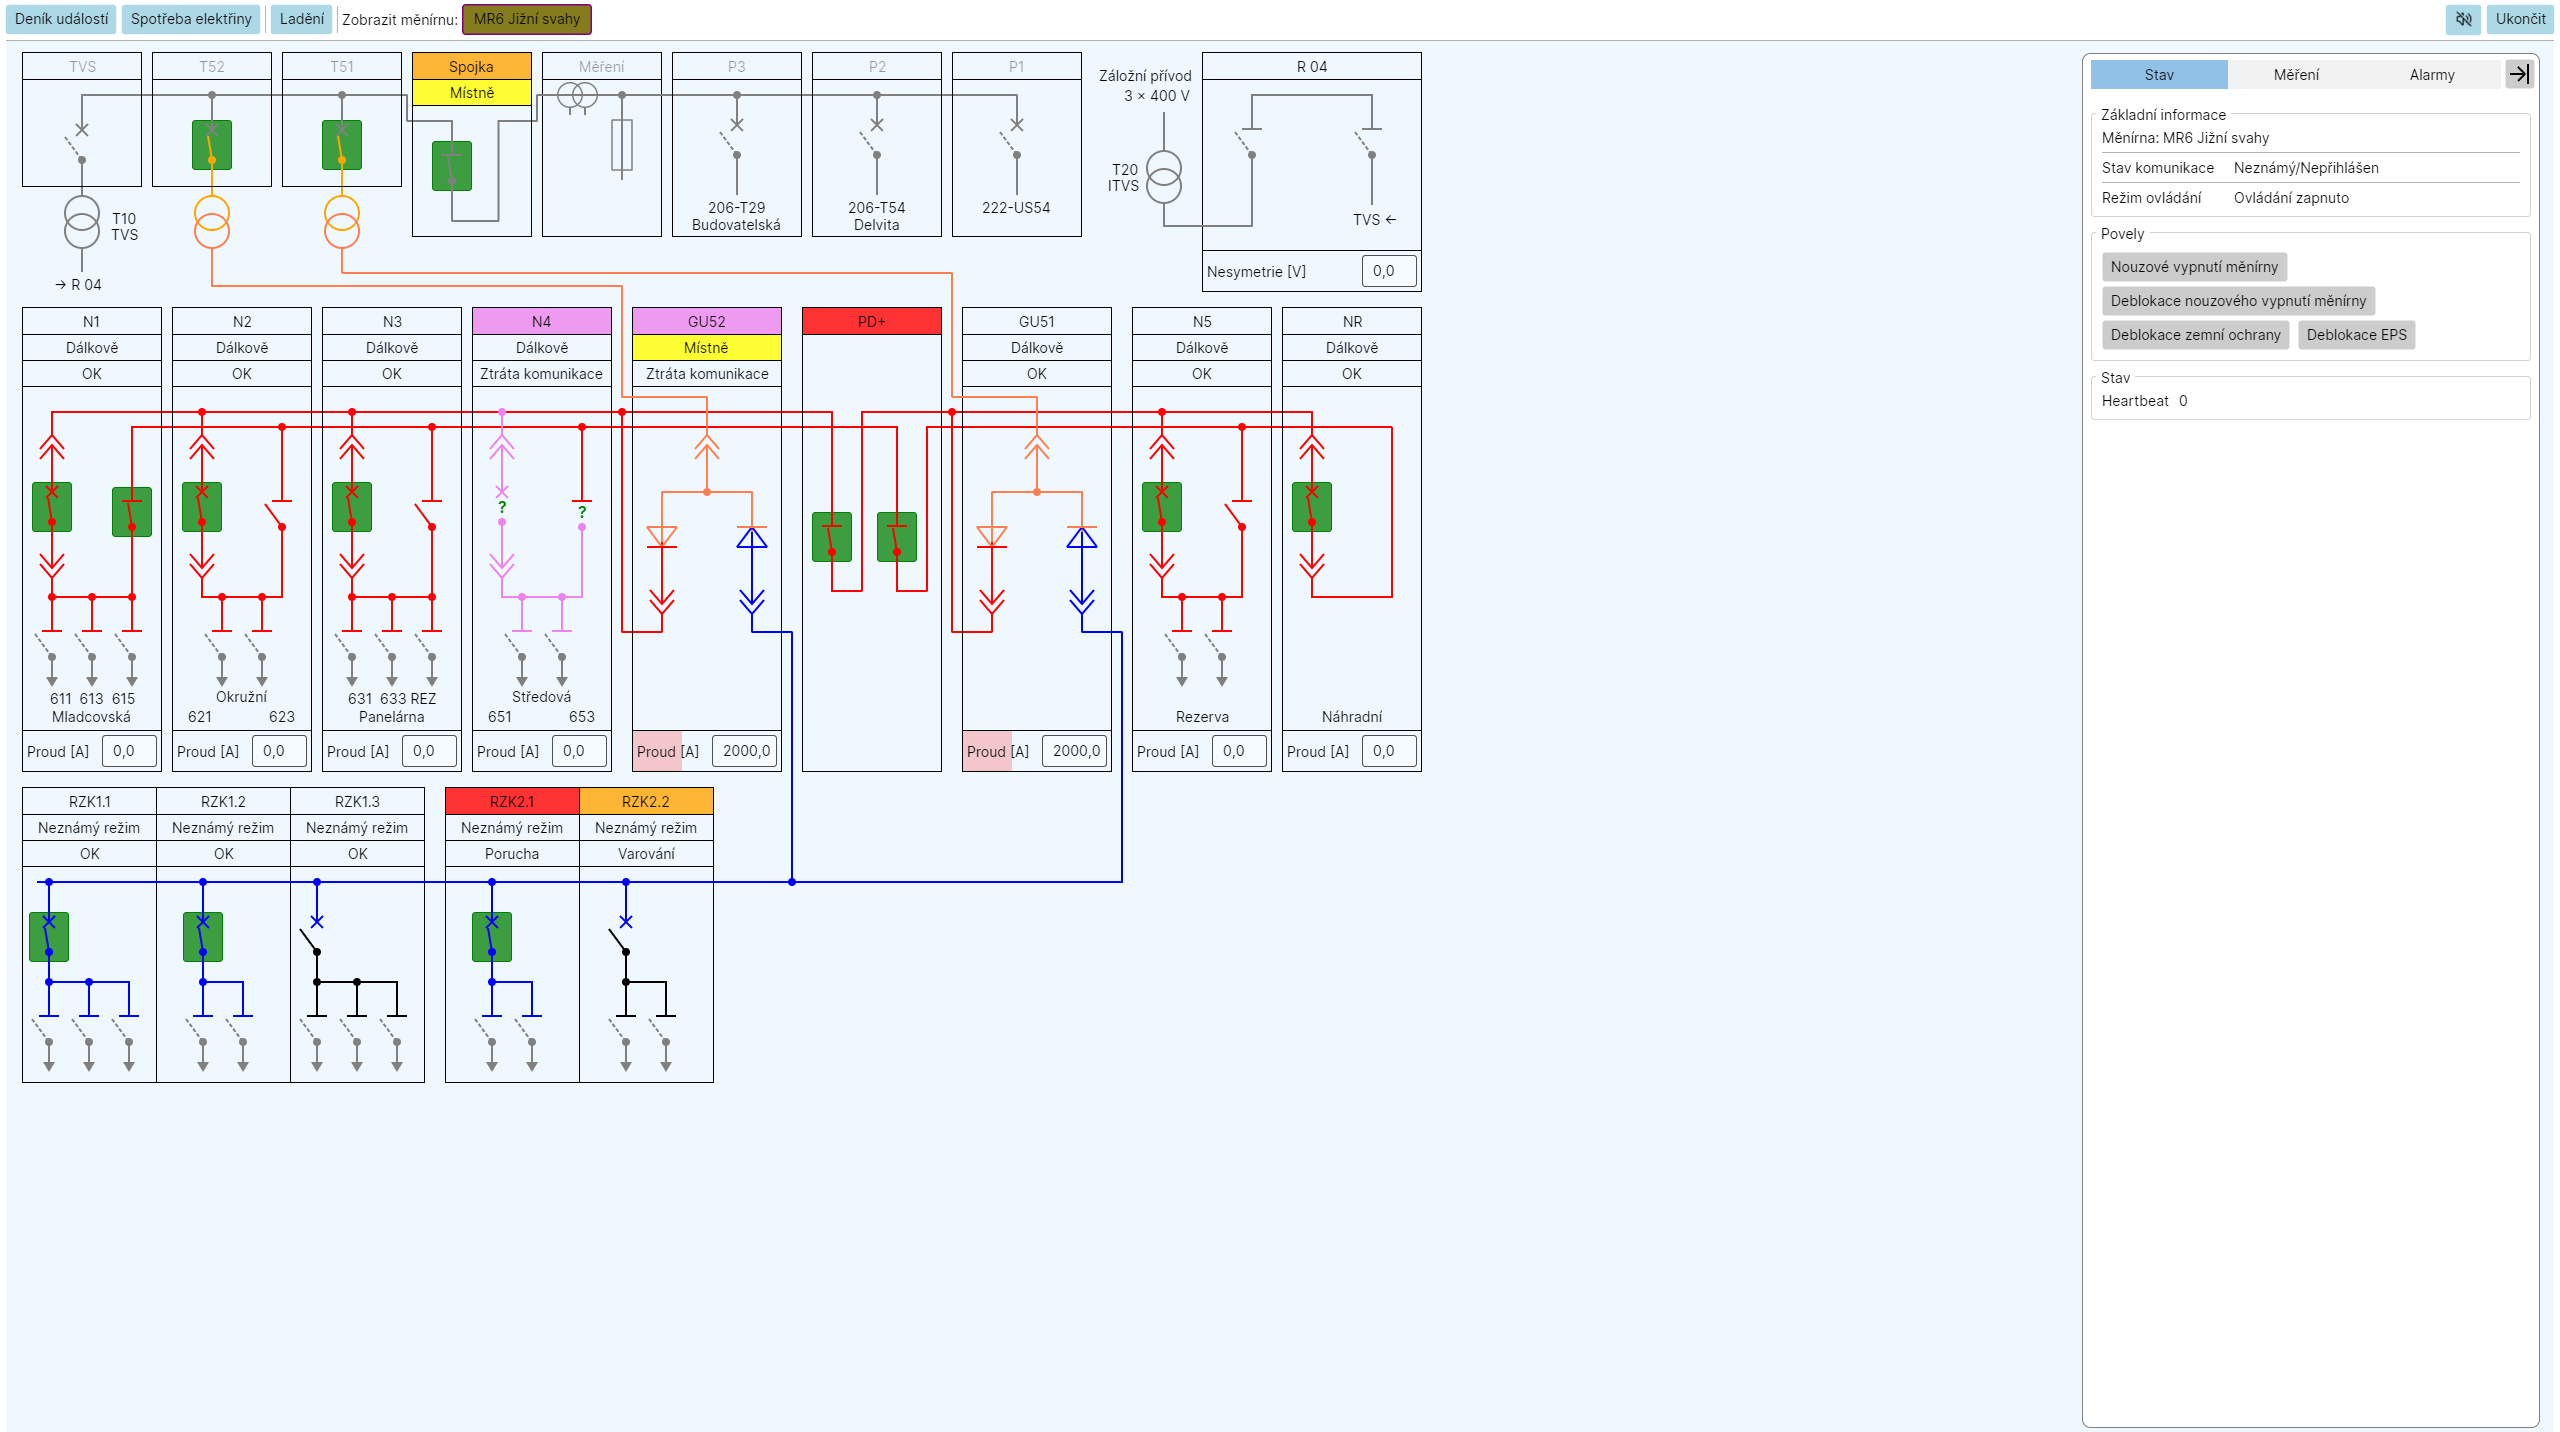 Deník událostí Spotřeba elektřiny Ladění Zobrazit měnírnu: MR6 Jižní svahy Ukončit
TVS T52 T51 Spojka Měření P3 P2 P1 R 04
Místně
Záložní přívod
3 × 400 V
T20
ITVS
T10
TVS
206-T29
Budovatelská
206-T54
Delvita
222-US54
TVS ←
→ R 04
Nesymetrie [V] 0,0
N1 N2 N3 N4 GU52 PD+ GU51 N5 NR
Dálkově Dálkově Dálkově Dálkově Místně Dálkově Dálkově Dálkově
OK OK OK Ztráta komunikace Ztráta komunikace OK OK OK
? ?
611 613 615
Mladcovská
Okružní
621 623
631 633 REZ
Panelárna
Středová
651 653
Rezerva
Náhradní
Proud [A] 0,0 Proud [A] 0,0 Proud [A] 0,0 Proud [A] 0,0 Proud [A] 2000,0 Proud [A] 2000,0 Proud [A] 0,0 Proud [A] 0,0
RZK1.1 RZK1.2 RZK1.3 RZK2.1 RZK2.2
Neznámý režim Neznámý režim Neznámý režim Neznámý režim Neznámý režim
OK OK OK Porucha Varování
Stav Měření Alarmy
Základní informace
Měnírna: MR6 Jižní svahy
Stav komunikace Neznámý/Nepřihlášen
Režim ovládání Ovládání zapnuto
Povely
Nouzové vypnutí měnírny
Deblokace nouzového vypnutí měnírny
Deblokace zemní ochrany Deblokace EPS
Stav
Heartbeat 0